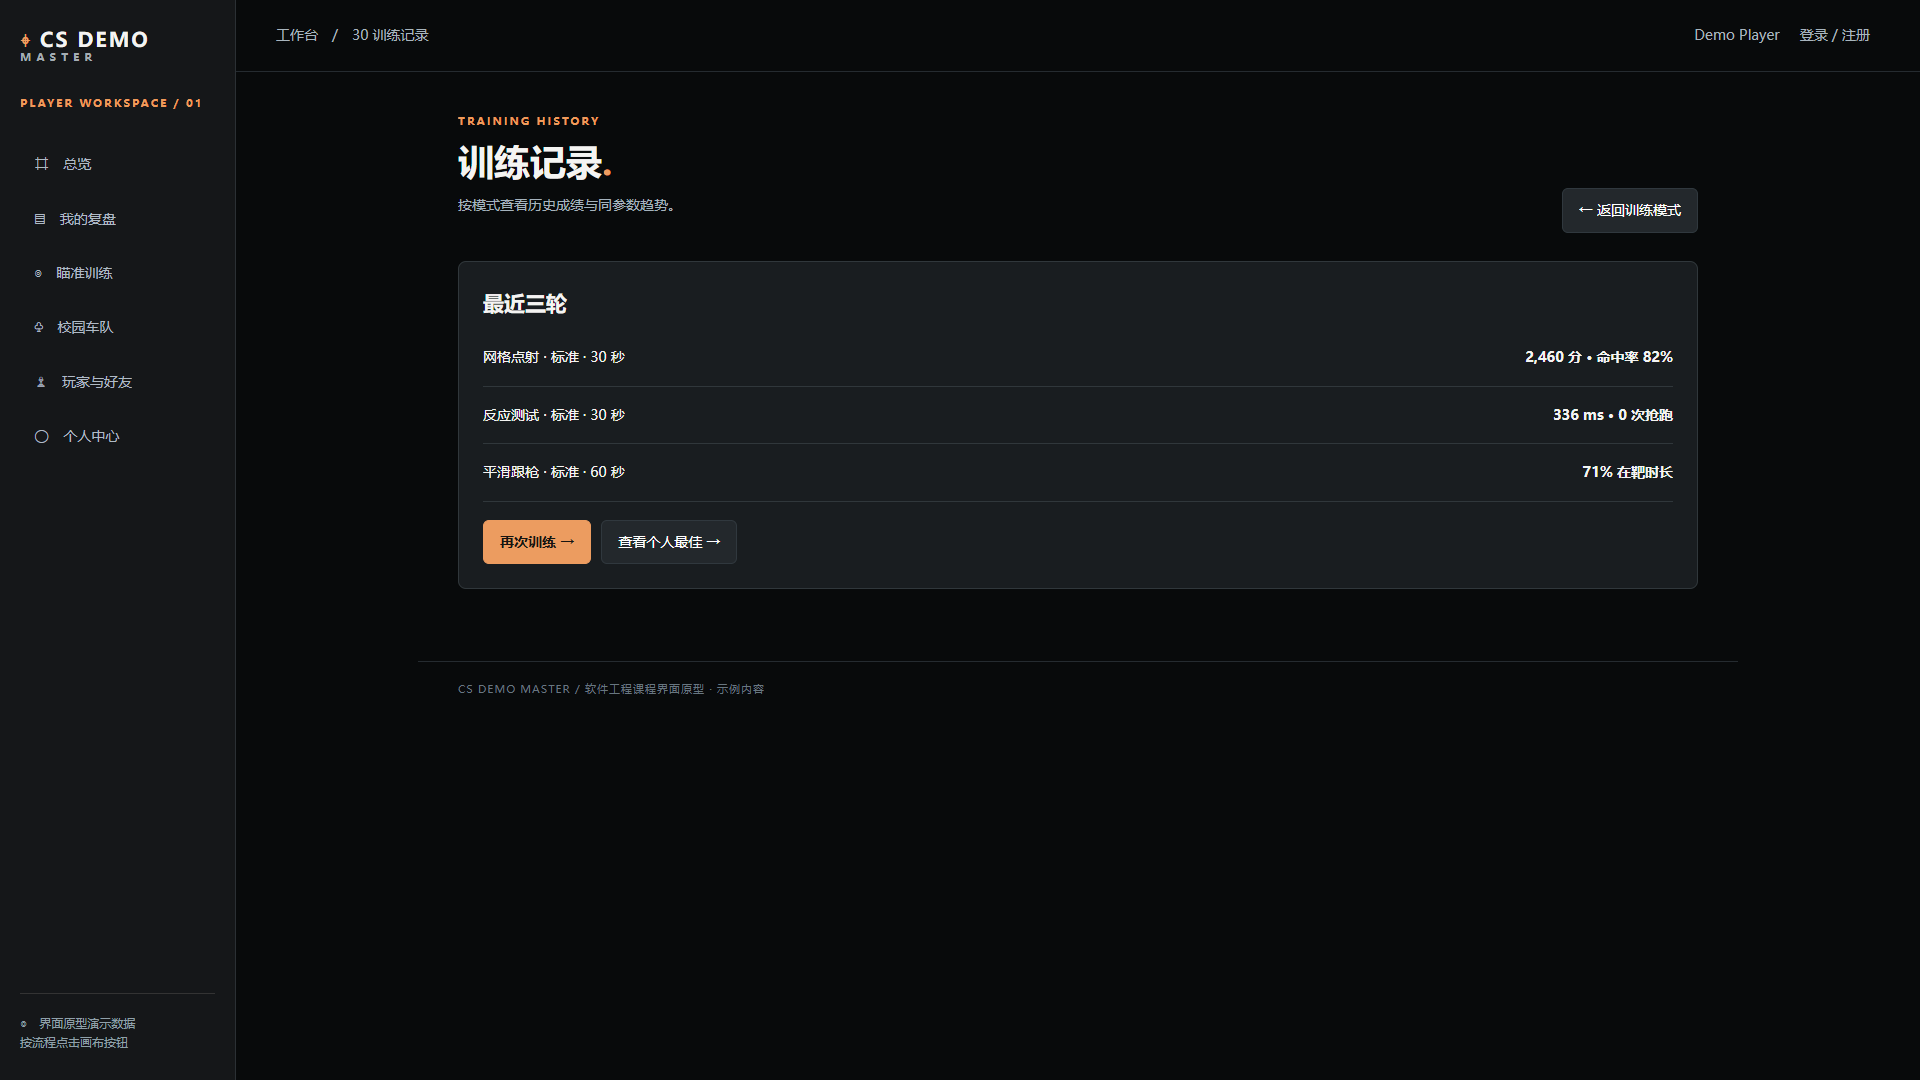 CS DEMO
MASTER
PLAYER WORKSPACE / 01
总览
我的复盘
瞄准训练
校园车队
玩家与好友
个人中心
界面原型演示数据
按流程点击画布按钮
工作台 / 30 训练记录
Demo Player 登录 / 注册
TRAINING HISTORY
训练记录.
按模式查看历史成绩与同参数趋势。
← 返回训练模式
最近三轮
网格点射 · 标准 · 30 秒 2,460 分 • 命中率 82%
反应测试 · 标准 · 30 秒 336 ms • 0 次抢跑
平滑跟枪 · 标准 · 60 秒 71% 在靶时长
再次训练 → 查看个人最佳 →
CS DEMO MASTER / 软件工程课程界面原型 · 示例内容